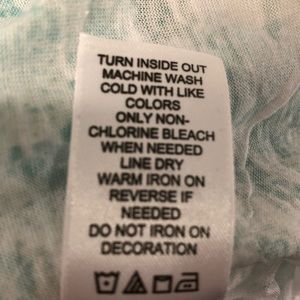 TURN INSIDE OUT
MACHINE WASH
COLD WITH LIKE
COLORS
ONLY NON-
CHLORINE BLEACH
WHEN NEEDED
LINE DRY
WARM IRON ON
REVERSE IF
NEEDED
DO NOT IRON ON
DECORATION